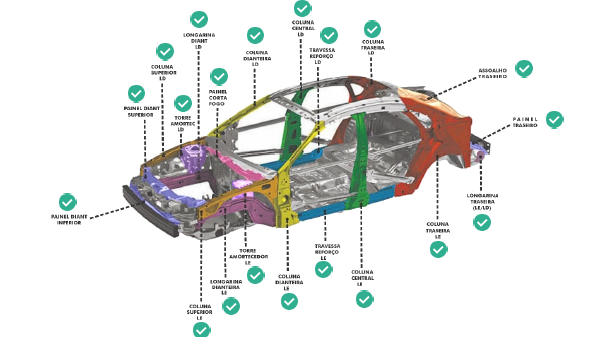 COLUNA
CENTRAL
LD
LONGARINA
DIANT
LD
COLUNA
DIANTEIRA
LD
TRAVESSA
REFORÇO
LD
COLUNA
TRASEIRA
LD
COLUNA
SUPERIOR
LD
PAINEL
CORTA
FOGO
ASSOALHO
TRASEIRO
PAINEL DIANT
SUPERIOR
TORRE
AMORTEC
LD
PAINEL
TRASEIRO
LONGARINA
TRASEIRA
(LE/LD)
PAINEL DIANT
INFERIOR
COLUNA
TRASEIRA
LE
TORRE
AMORTECEDOR
LE
TRAVESSA
REFORÇO
LE
COLUNA
CENTRAL
LE
LONGARINA
DIANTEIRA
LE
COLUNA
DIANTEIRA
LE
COLUNA
SUPERIOR
LE